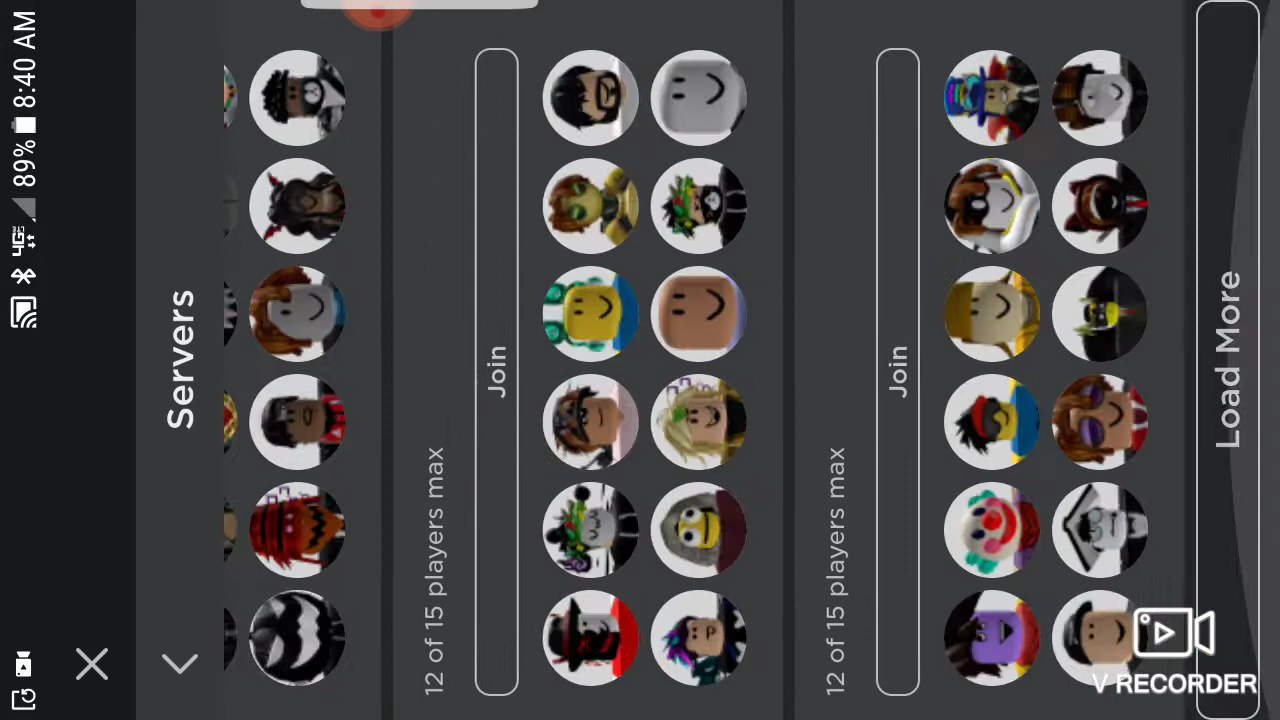 4GE 89% 8:40 AM
Servers
12 of 15 players max
Join
12 of 15 players max
Join
Load More
V RECORDER